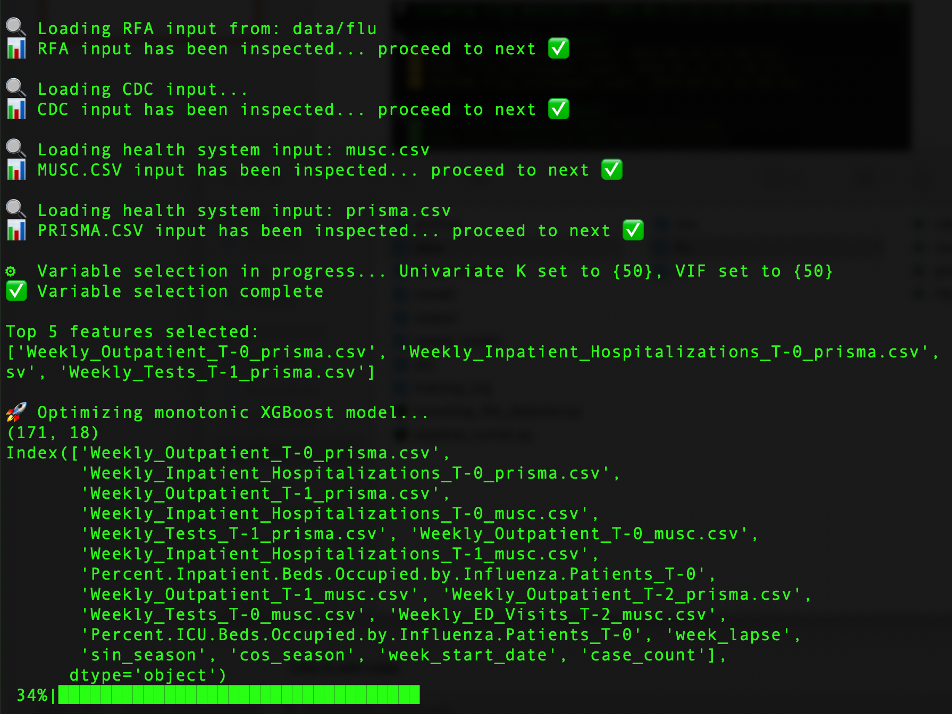 🔍 Loading RFA input from: data/flu
📊 RFA input has been inspected... proceed to next ✅
🔍 Loading CDC input...
📊 CDC input has been inspected... proceed to next ✅
🔍 Loading health system input: musc.csv
📊 MUSC.CSV input has been inspected... proceed to next ✅
🔍 Loading health system input: prisma.csv
📊 PRISMA.CSV input has been inspected... proceed to next ✅
⚙ Variable selection in progress... Univariate K set to {50}, VIF set to {50}
✅ Variable selection complete
Top 5 features selected:
['Weekly_Outpatient_T-0_prisma.csv', 'Weekly_Inpatient_Hospitalizations_T-0_prisma.csv',
sv', 'Weekly_Tests_T-1_prisma.csv']
🚀 Optimizing monotonic XGBoost model...
(171, 18)
Index(['Weekly_Outpatient_T-0_prisma.csv',
'Weekly_Inpatient_Hospitalizations_T-0_prisma.csv',
'Weekly_Outpatient_T-1_prisma.csv',
'Weekly_Inpatient_Hospitalizations_T-0_musc.csv',
'Weekly_Tests_T-1_prisma.csv', 'Weekly_Outpatient_T-0_musc.csv',
'Weekly_Inpatient_Hospitalizations_T-1_musc.csv',
'Percent.Inpatient.Beds.Occupied.by.Influenza.Patients_T-0',
'Weekly_Outpatient_T-1_musc.csv', 'Weekly_Outpatient_T-2_prisma.csv',
'Weekly_Tests_T-0_musc.csv', 'Weekly_ED_Visits_T-2_musc.csv',
'Percent.ICU.Beds.Occupied.by.Influenza.Patients_T-0', 'week_lapse',
'sin_season', 'cos_season', 'week_start_date', 'case_count'],
dtype='object')
34%|